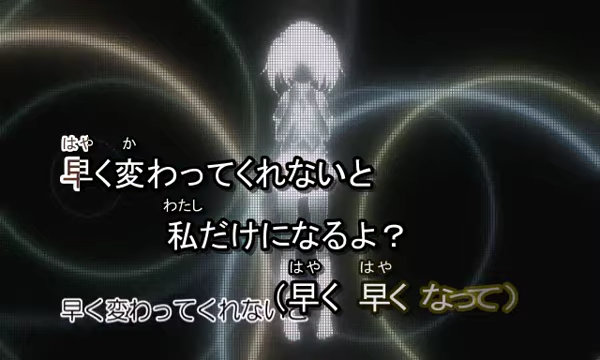 はや か
早く変わってくれないと
わたし
私だけになるよ？
はや はや
（早く 早く なって）
早く変わってくれないと